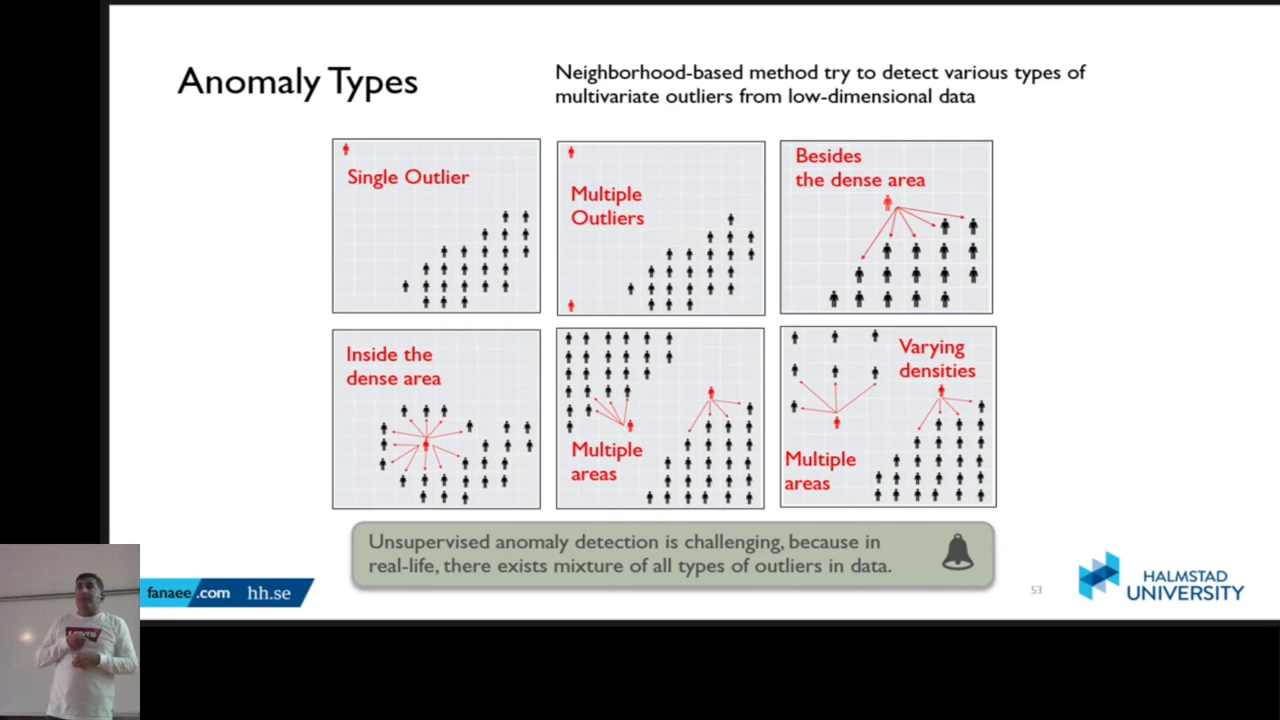 Anomaly Types
Neighborhood-based method try to detect various types of
multivariate outliers from low-dimensional data
Single Outlier
Multiple
Outliers
Besides
the dense area
Inside the
dense area
Multiple
areas
Varying
densities
Multiple
areas
Unsupervised anomaly detection is challenging, because in
real-life, there exists mixture of all types of outliers in data.
fanaee.com hh.se
53
HALMSTAD
UNIVERSITY